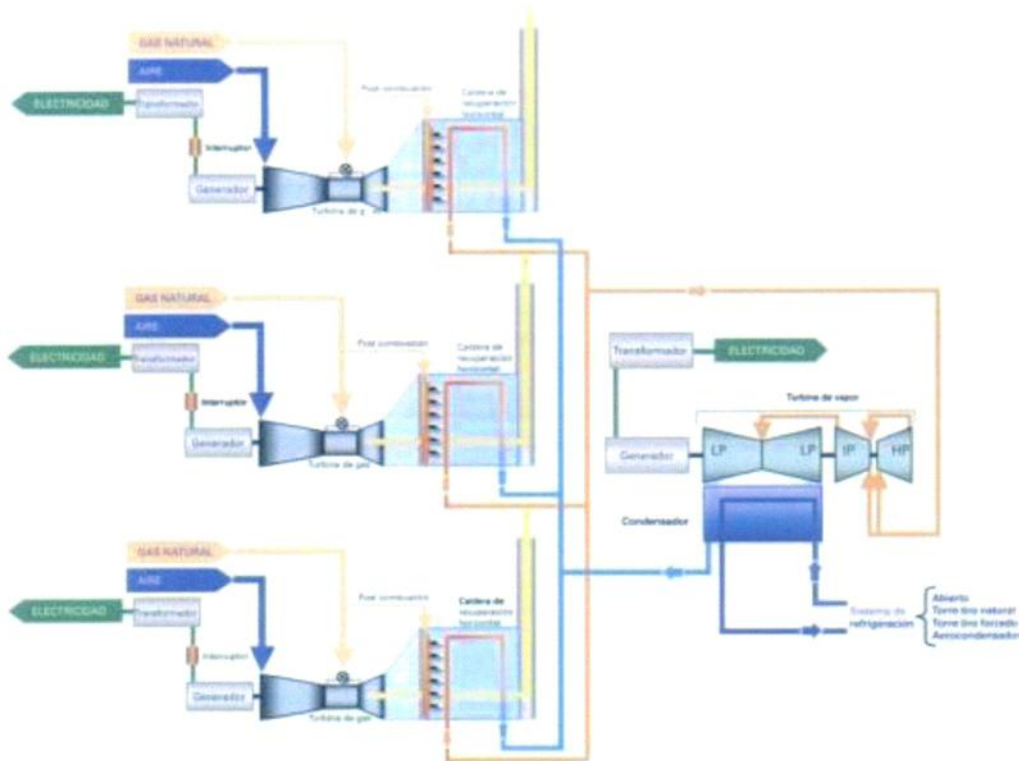 GAS NATURAL
AIRE
ELECTRICIDAD
Transformador
Interruptor
Generador
Turbina de g
Post combustión
Caldera de
recuperación
horizontal
GAS NATURAL
AIRE
ELECTRICIDAD
Transformador
Interruptor
Generador
Turbina de gas
Post combustión
Caldera de
recuperación
horizontal
Transformador
ELECTRICIDAD
Turbina de vapor
Generador
LP
LP
IP
HP
Condensador
GAS NATURAL
AIRE
ELECTRICIDAD
Transformador
Interruptor
Generador
Turbina de gas
Post combustión
Caldera de
recuperación
horizontal
Sistema de
refrigeración
Abierto
Torre tiro natural
Torre tiro forzado
Aerocondensador